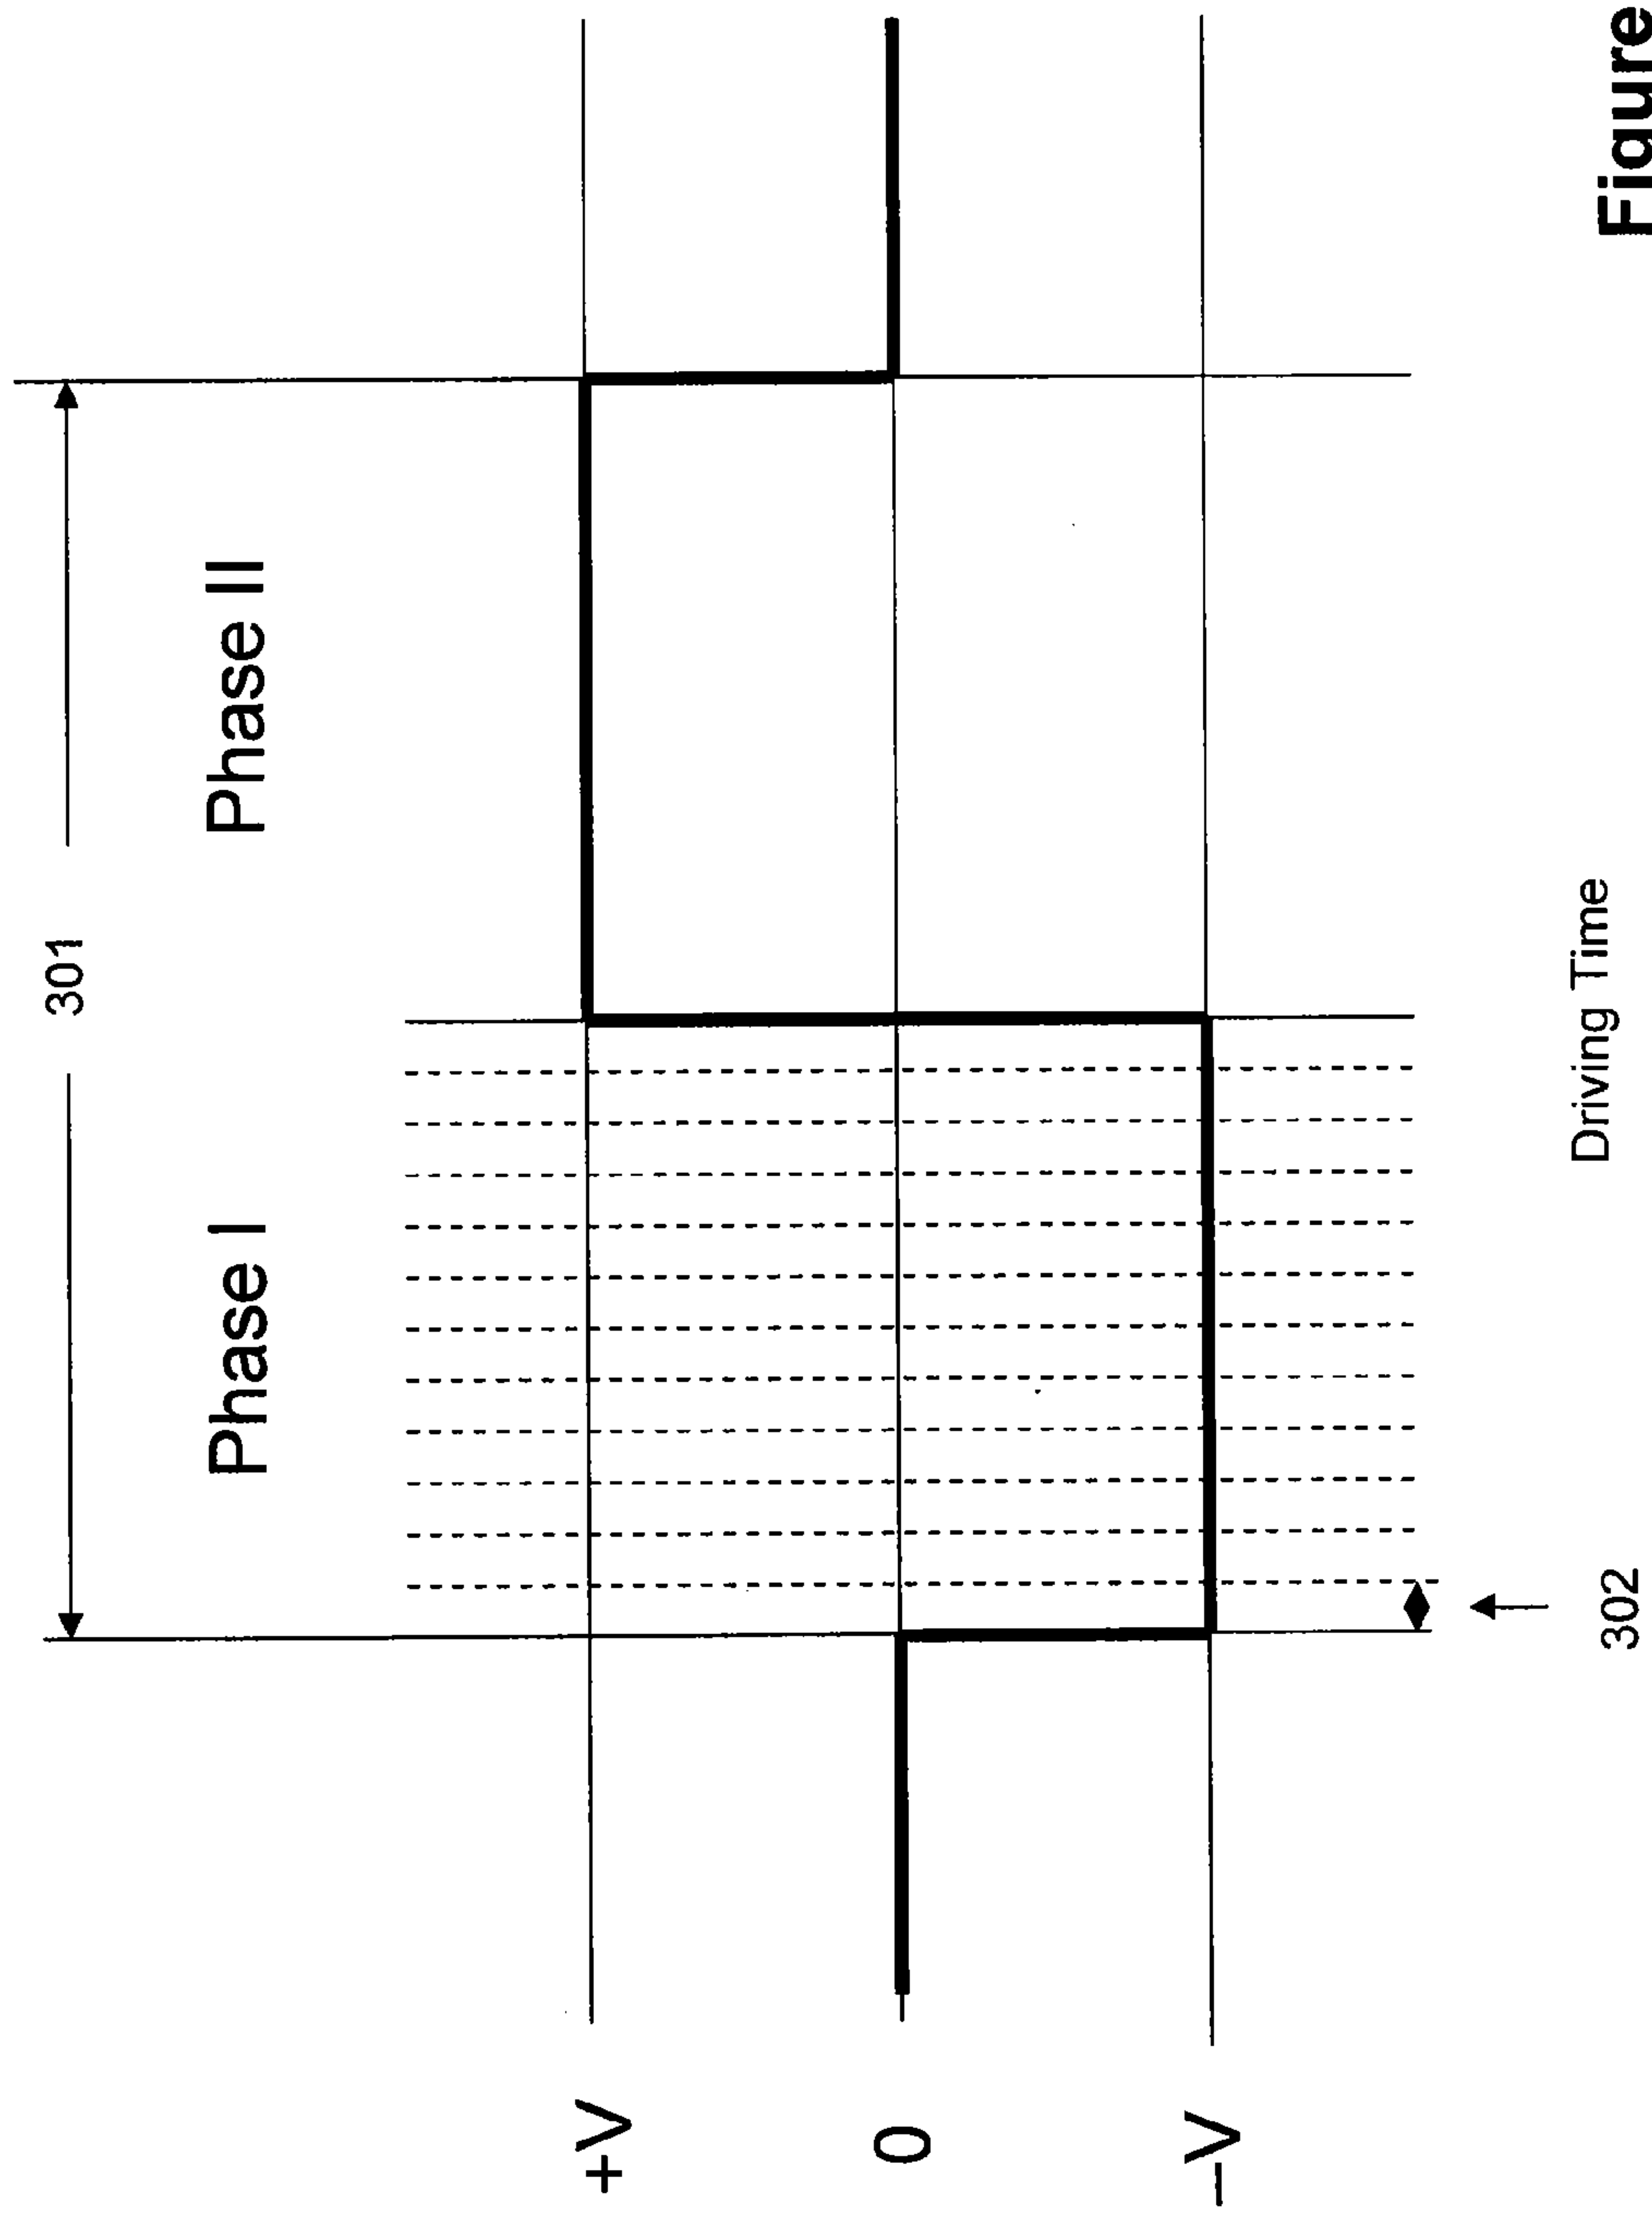 301
Phase I
Phase II
+V
0
–V
302
Driving Time
Figure